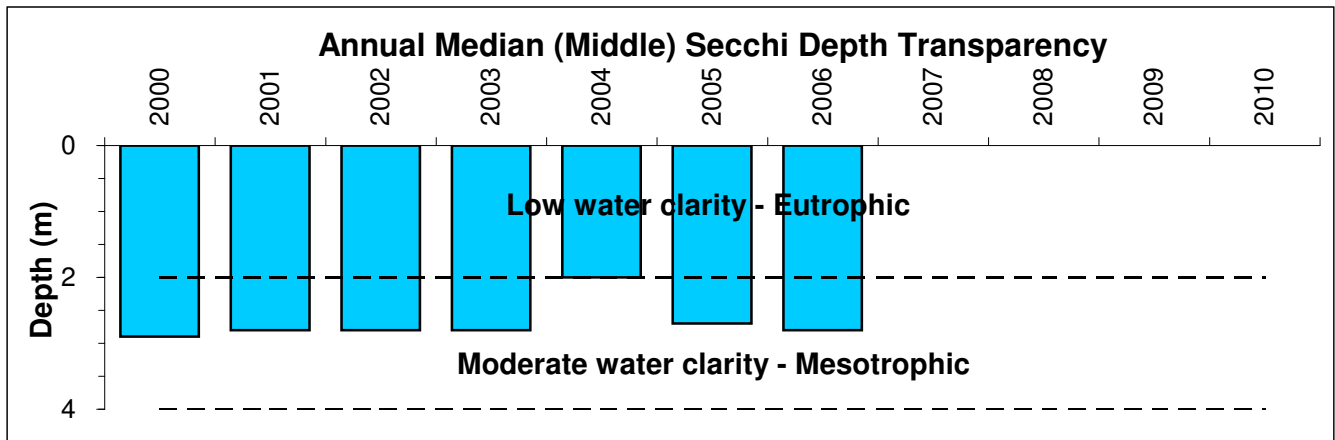 Annual Median (Middle) Secchi Depth Transparency
2000 2001 2002 2003 2004 2005 2006 2007 2008 2009 2010
0
Low water clarity - Eutrophic
Depth (m)
2
Moderate water clarity - Mesotrophic
4